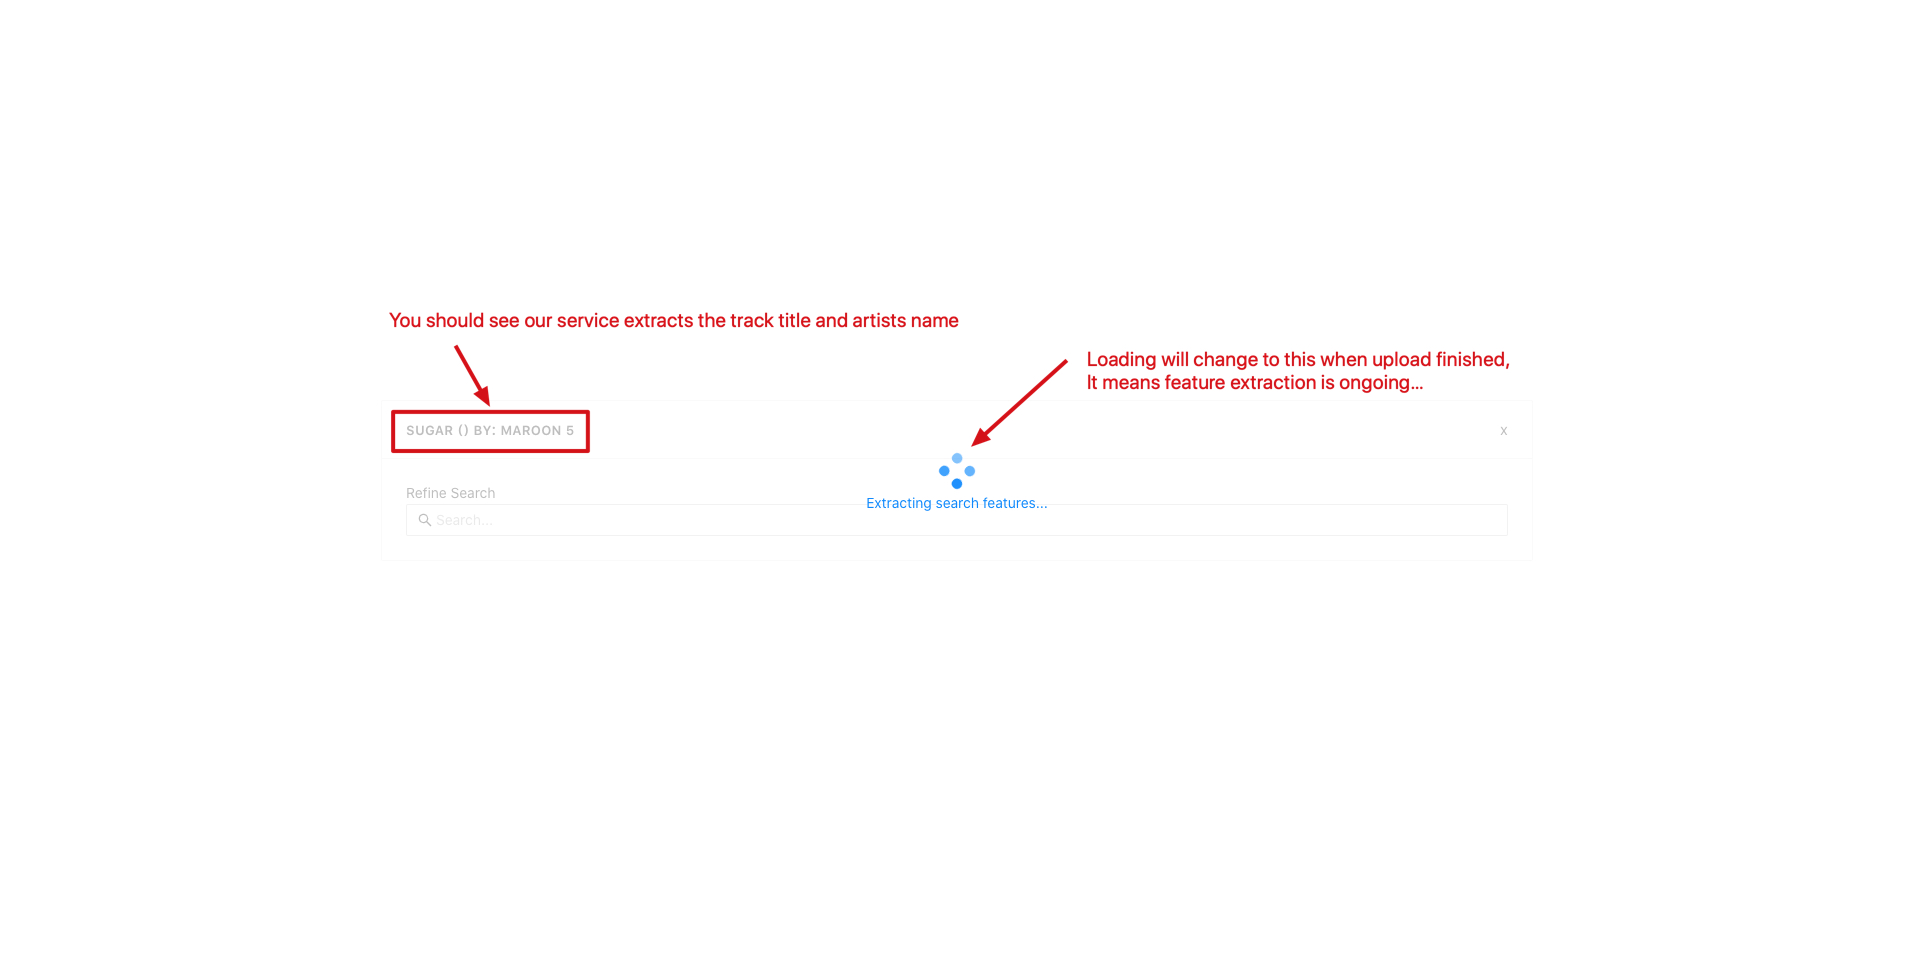 You should see our service extracts the track title and artists name
Loading will change to this when upload finished,
It means feature extraction is ongoing...
SUGAR () BY: MAROON 5
x
Refine Search
Extracting search features...
Search...